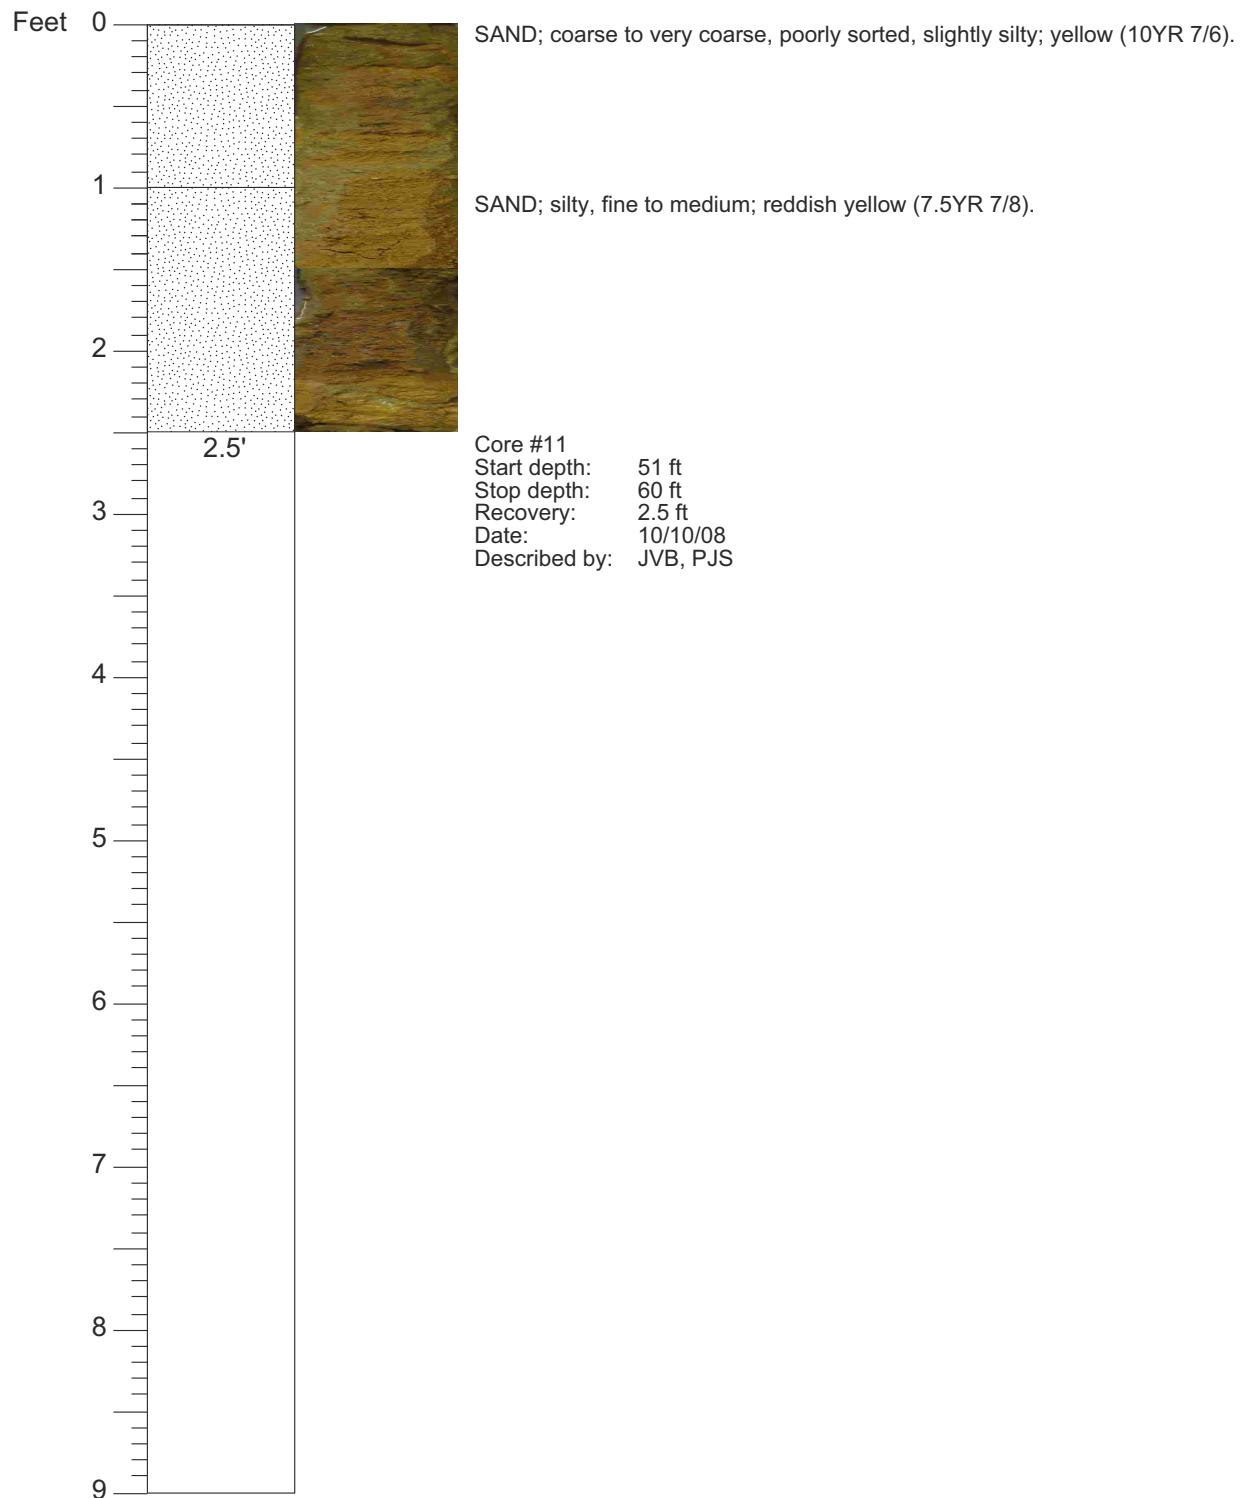 Feet 0
SAND; coarse to very coarse, poorly sorted, slightly silty; yellow (10YR 7/6).
1
SAND; silty, fine to medium; reddish yellow (7.5YR 7/8).
2
2.5'
Core #11
Start depth: 51 ft
Stop depth: 60 ft
3
Recovery: 2.5 ft
Date: 10/10/08
Described by: JVB, PJS
4
5
6
7
8
9